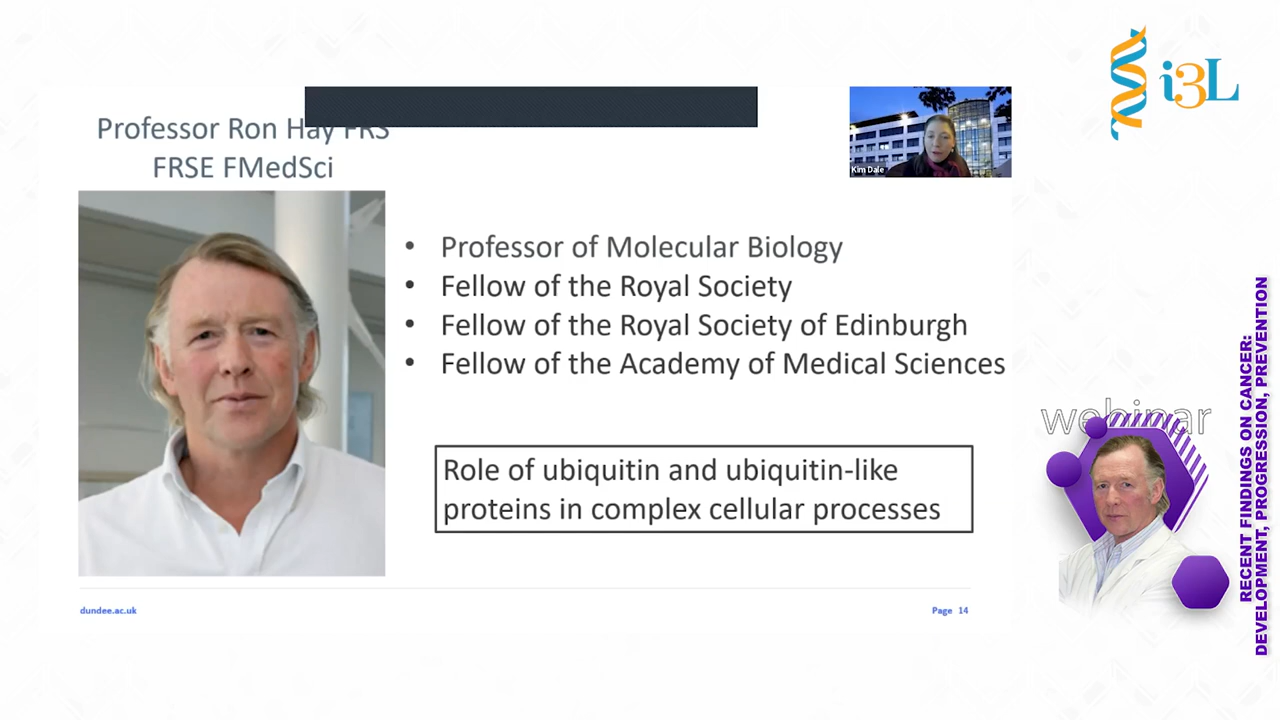 i3L
Professor Ron Hay FRS
FRSE FMedSci
Kim Dale
• Professor of Molecular Biology
• Fellow of the Royal Society
• Fellow of the Royal Society of Edinburgh
• Fellow of the Academy of Medical Sciences
Role of ubiquitin and ubiquitin-like
proteins in complex cellular processes
dundee.ac.uk
Page 14
webinar
RECENT FINDINGS ON CANCER:
DEVELOPMENT, PROGRESSION, PREVENTION